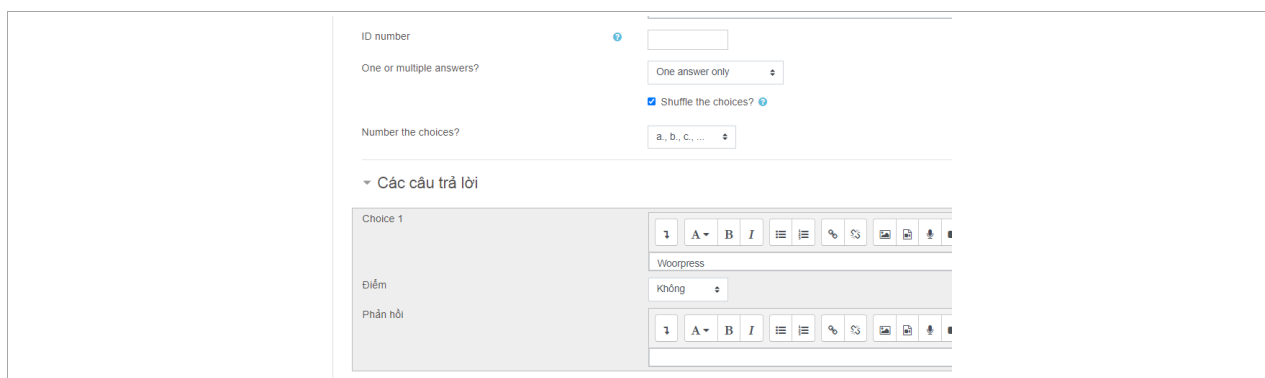 ID number
One or multiple answers?
One answer only
Shuffle the choices?
Number the choices?
a., b., c., ...
Các câu trả lời
Choice 1
A B I
Woorpress
Điểm
Không
Phản hồi
A B I